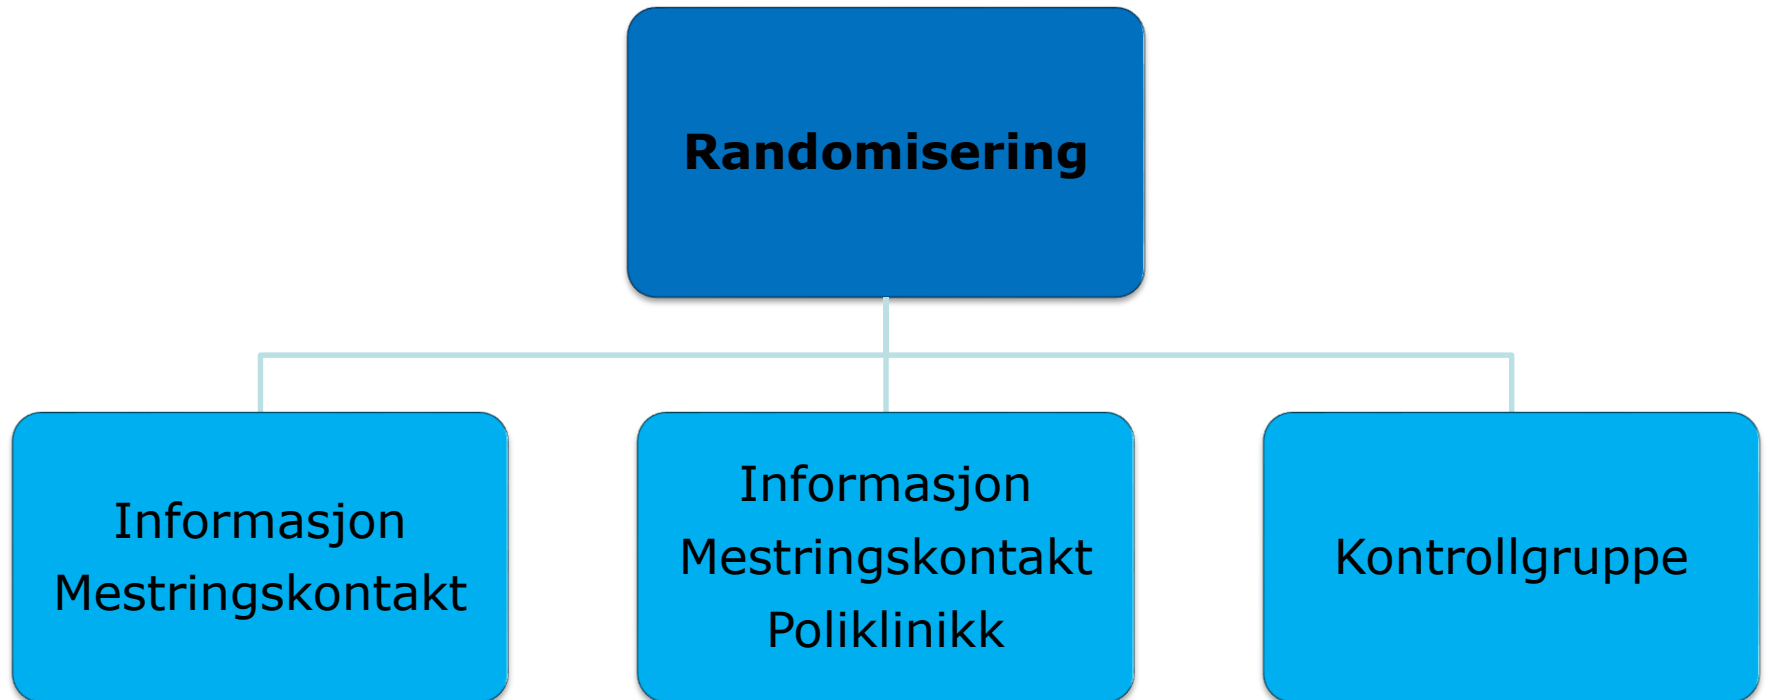 Randomisering
Informasjon
Mestringskontakt
Informasjon
Mestringskontakt
Poliklinikk
Kontrollgruppe